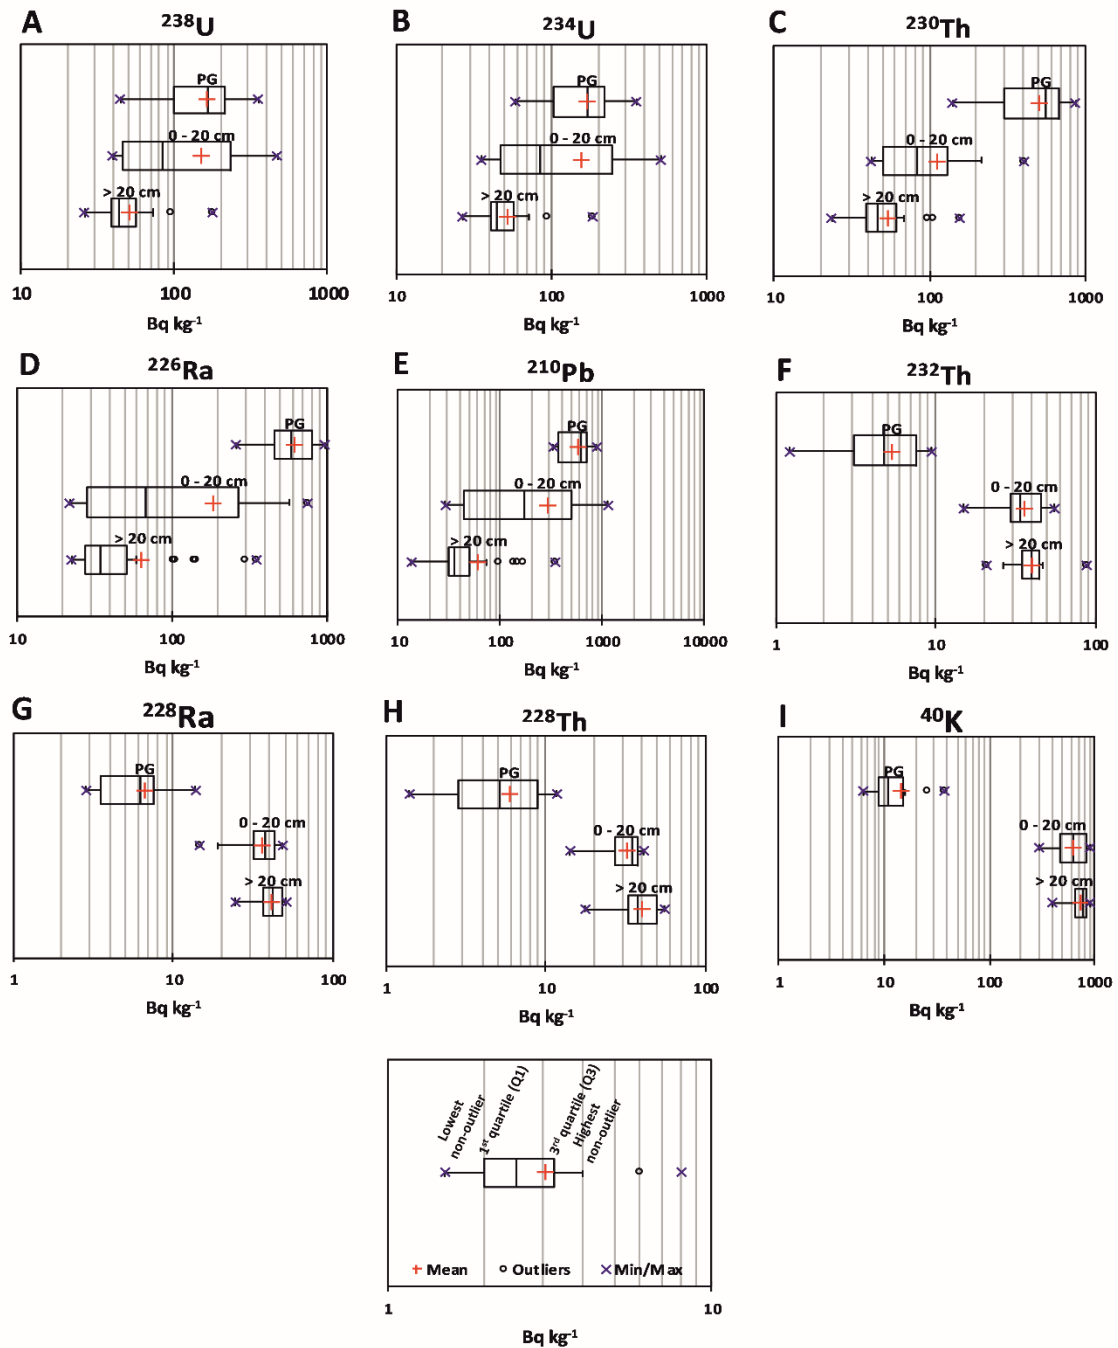 A ²³⁸U
PG
0 - 20 cm
> 20 cm
10 100 1000
Bq kg⁻¹
B ²³⁴U
PG
0 - 20 cm
> 20 cm
10 100 1000
Bq kg⁻¹
C ²³⁰Th
PG
0 - 20 cm
> 20 cm
10 100 1000
Bq kg⁻¹
D ²²⁶Ra
PG
0 - 20 cm
> 20 cm
10 100 1000
Bq kg⁻¹
E ²¹⁰Pb
PG
0 - 20 cm
> 20 cm
10 100 1000 10000
Bq kg⁻¹
F ²³²Th
PG
0 - 20 cm
> 20 cm
1 10 100
Bq kg⁻¹
G ²²⁸Ra
PG
0 - 20 cm
> 20 cm
1 10 100
Bq kg⁻¹
H ²²⁸Th
PG
0 - 20 cm
> 20 cm
1 10 100
Bq kg⁻¹
I ⁴⁰K
PG
0 - 20 cm
> 20 cm
1 10 100 1000
Bq kg⁻¹
Lowest
non-outlier
1st quartile (Q1)
3rd quartile (Q3)
Highest
non-outlier
Mean Outliers Min/Max
1 10
Bq kg⁻¹